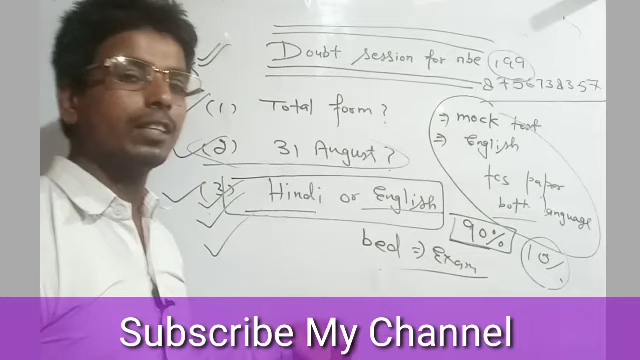 Doubt session for nbe 199
8756738357
(1) Total form?
(2) 31 August?
(3) Hindi or English
⇒ mock test
⇒ English
tcs paper
both language
90%
10%
bed ⇒ Exam
Subscribe My Channel